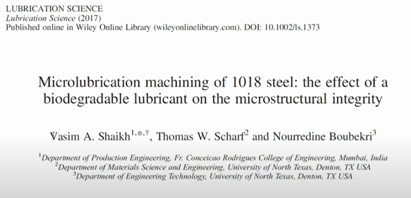 LUBRICATION SCIENCE
Lubrication Science (2017)
Published online in Wiley Online Library (wileyonlinelibrary.com). DOI: 10.1002/ls.1373
Microlubrication machining of 1018 steel: the effect of a
biodegradable lubricant on the microstructural integrity
Vasim A. Shaikh1,*,†, Thomas W. Scharf2 and Nourredine Boubekri3
1Department of Production Engineering, Fr. Conceicao Rodrigues College of Engineering, Mumbai, India
2Department of Materials Science and Engineering, University of North Texas, Denton, TX USA
3Department of Engineering Technology, University of North Texas, Denton, TX USA